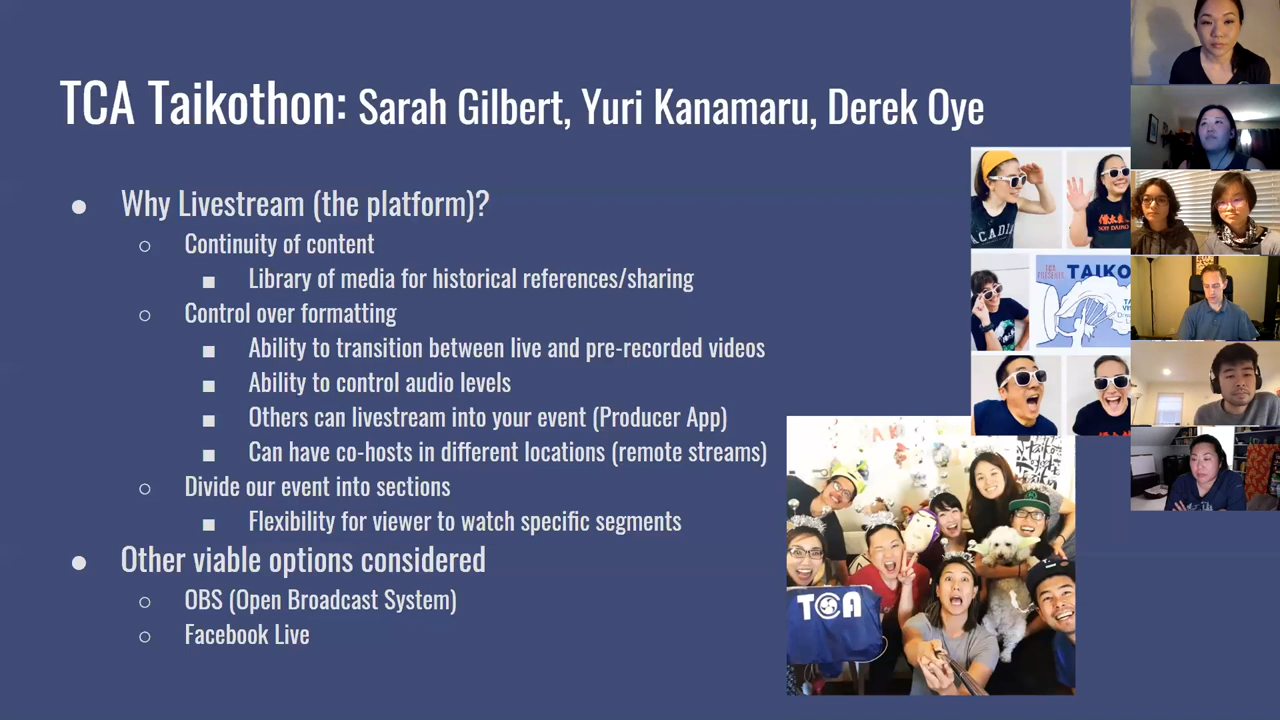 TCA Taikothon: Sarah Gilbert, Yuri Kanamaru, Derek Oye
● Why Livestream (the platform)?
○ Continuity of content
■ Library of media for historical references/sharing
○ Control over formatting
■ Ability to transition between live and pre-recorded videos
■ Ability to control audio levels
■ Others can livestream into your event (Producer App)
■ Can have co-hosts in different locations (remote streams)
○ Divide our event into sections
■ Flexibility for viewer to watch specific segments
● Other viable options considered
○ OBS (Open Broadcast System)
○ Facebook Live
ACADIA
TCA
PRESENTS
TAIKO
TCA